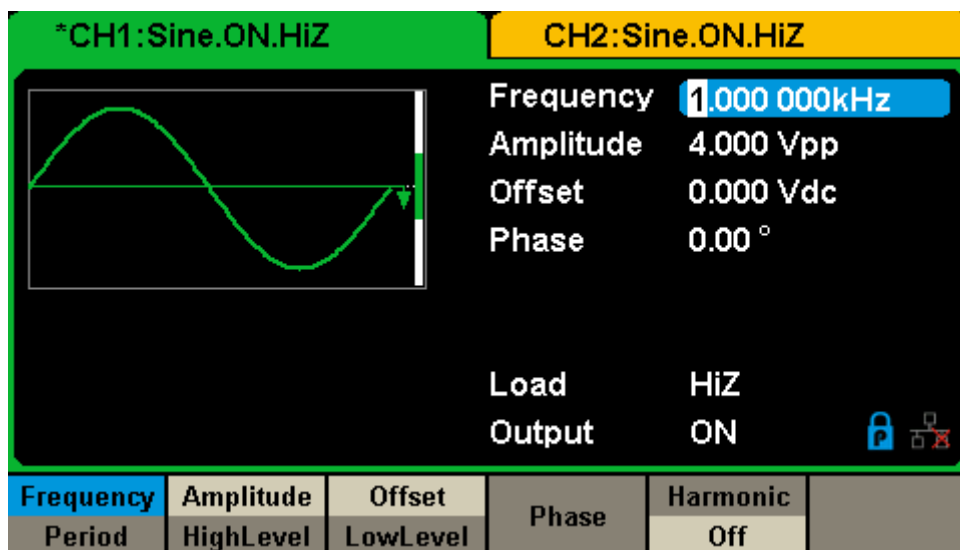 *CH1:Sine.ON.HiZ CH2:Sine.ON.HiZ
Frequency 1.000 000kHz
Amplitude 4.000 Vpp
Offset 0.000 Vdc
Phase 0.00 °
Load HiZ
Output ON P
Frequency Amplitude Offset Phase Harmonic
Period HighLevel LowLevel Off